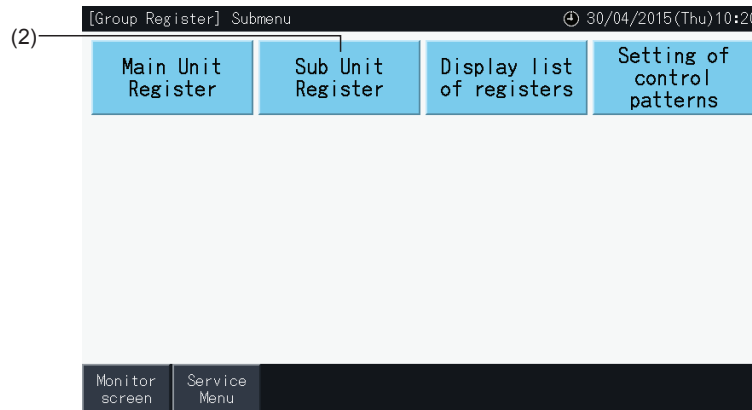 [Group Register] Submenu 30/04/2015(Thu)10:20
(2)
Main Unit
Register
Sub Unit
Register
Display list
of registers
Setting of
control
patterns
Monitor
screen
Service
Menu